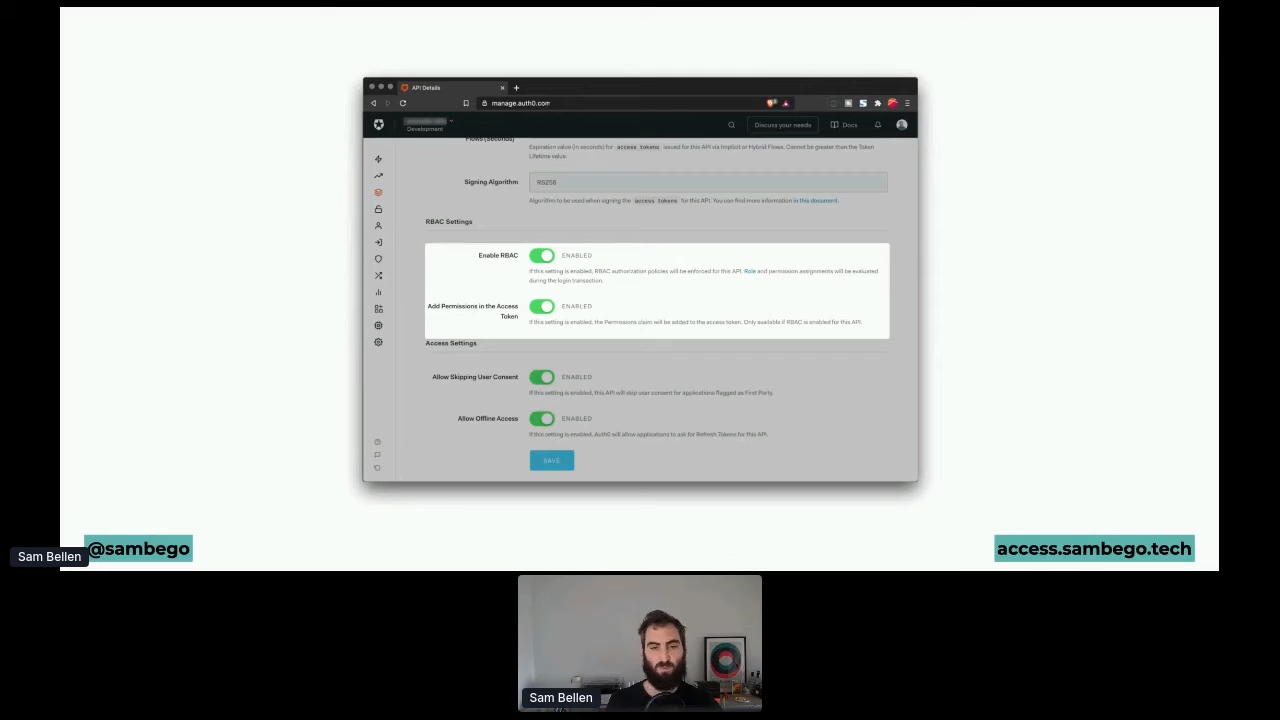 API Details
manage.auth0.com
Development
Discuss your needs
Docs
Flows (Seconds)
Expiration value (in seconds) for access tokens issued for this API via Implicit or Hybrid Flows. Cannot be greater than the Token
Lifetime value.
Signing Algorithm
RS256
Algorithm to be used when signing the access tokens for this API. You can find more information in this document.
RBAC Settings
Enable RBAC
ENABLED
If this setting is enabled, RBAC authorization policies will be enforced for this API. Role and permission assignments will be evaluated
during the login transaction.
Add Permissions in the Access
Token
ENABLED
If this setting is enabled, the Permissions claim will be added to the access token. Only available if RBAC is enabled for this API.
Access Settings
Allow Skipping User Consent
ENABLED
If this setting is enabled, this API will skip user consent for applications flagged as First Party.
Allow Offline Access
ENABLED
If this setting is enabled, Auth0 will allow applications to ask for Refresh Tokens for this API.
SAVE
@sambego
access.sambego.tech
Sam Bellen
Sam Bellen